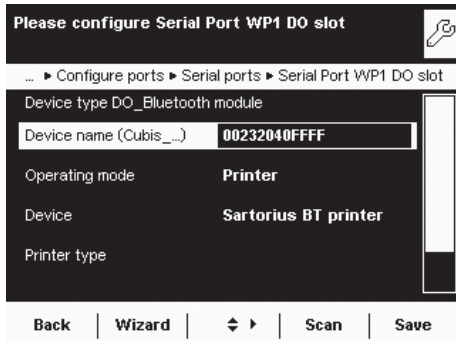 Please configure Serial Port WP1 DO slot
... ▸ Configure ports ▸ Serial ports ▸ Serial Port WP1 DO slot
Device type DO_Bluetooth module
Device name (Cubis_...) 00232040FFFF
Operating mode Printer
Device Sartorius BT printer
Printer type
Back Wizard Scan Save